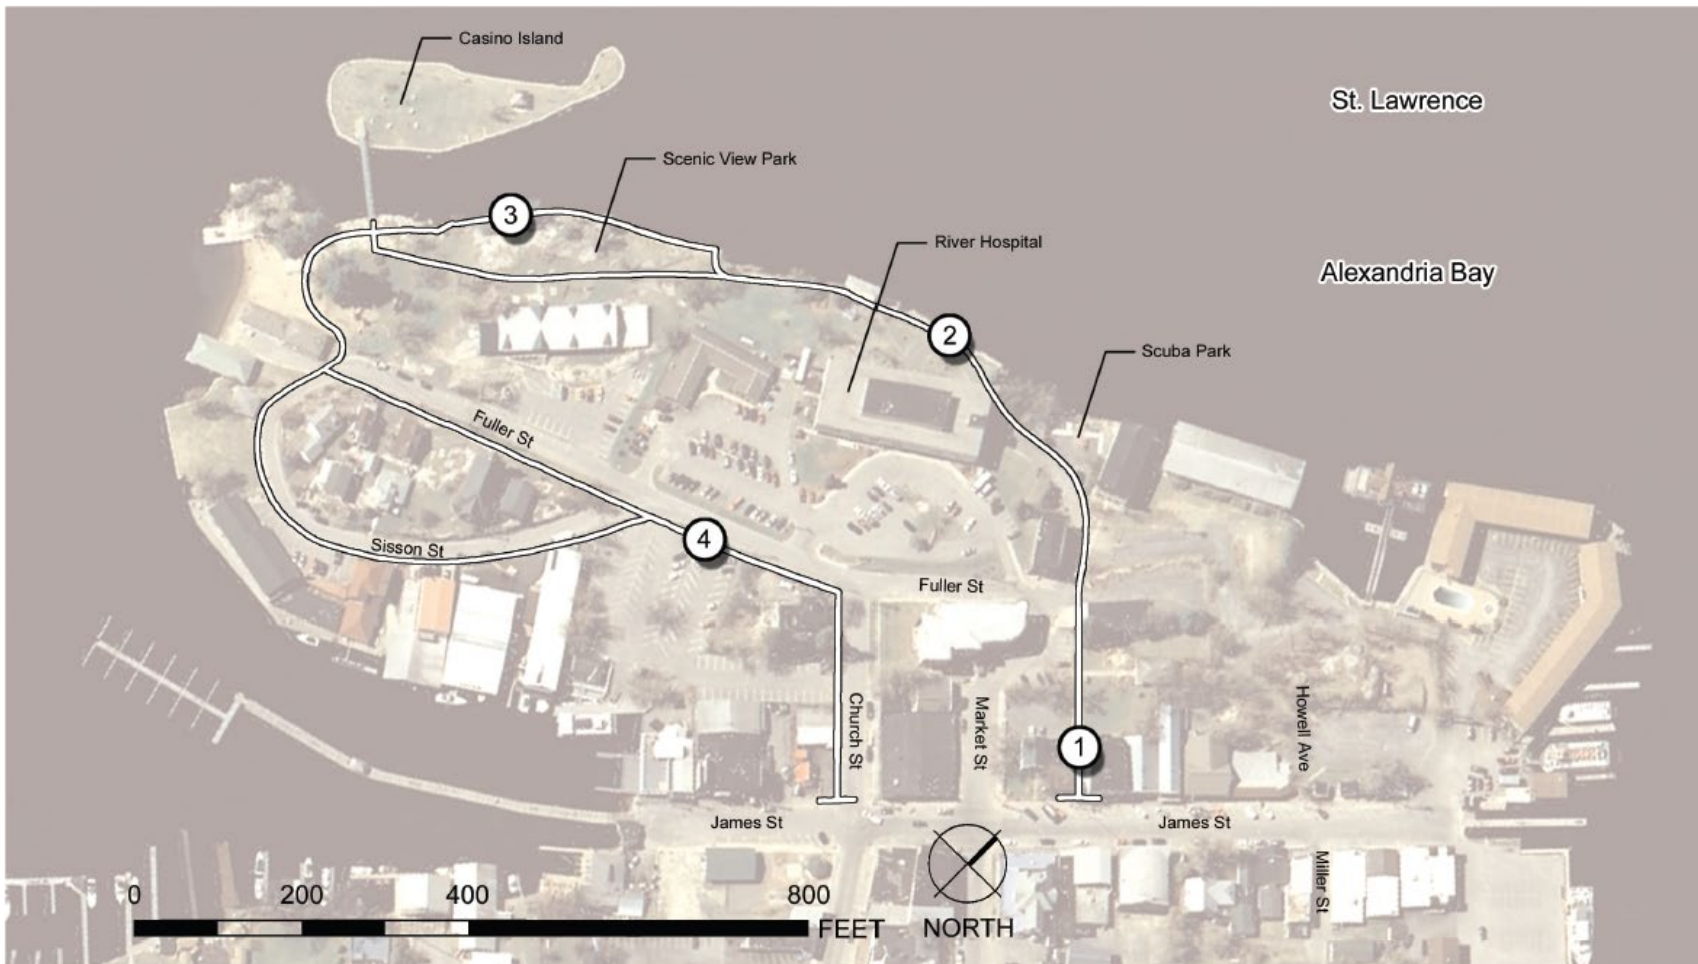 Casino Island
St. Lawrence
Scenic View Park
3
River Hospital
Alexandria Bay
2
Scuba Park
Fuller St
4
Sisson St
Fuller St
Church St
Market St
Howell Ave
1
James St
James St
Miller St
0 200 400 800
FEET
NORTH